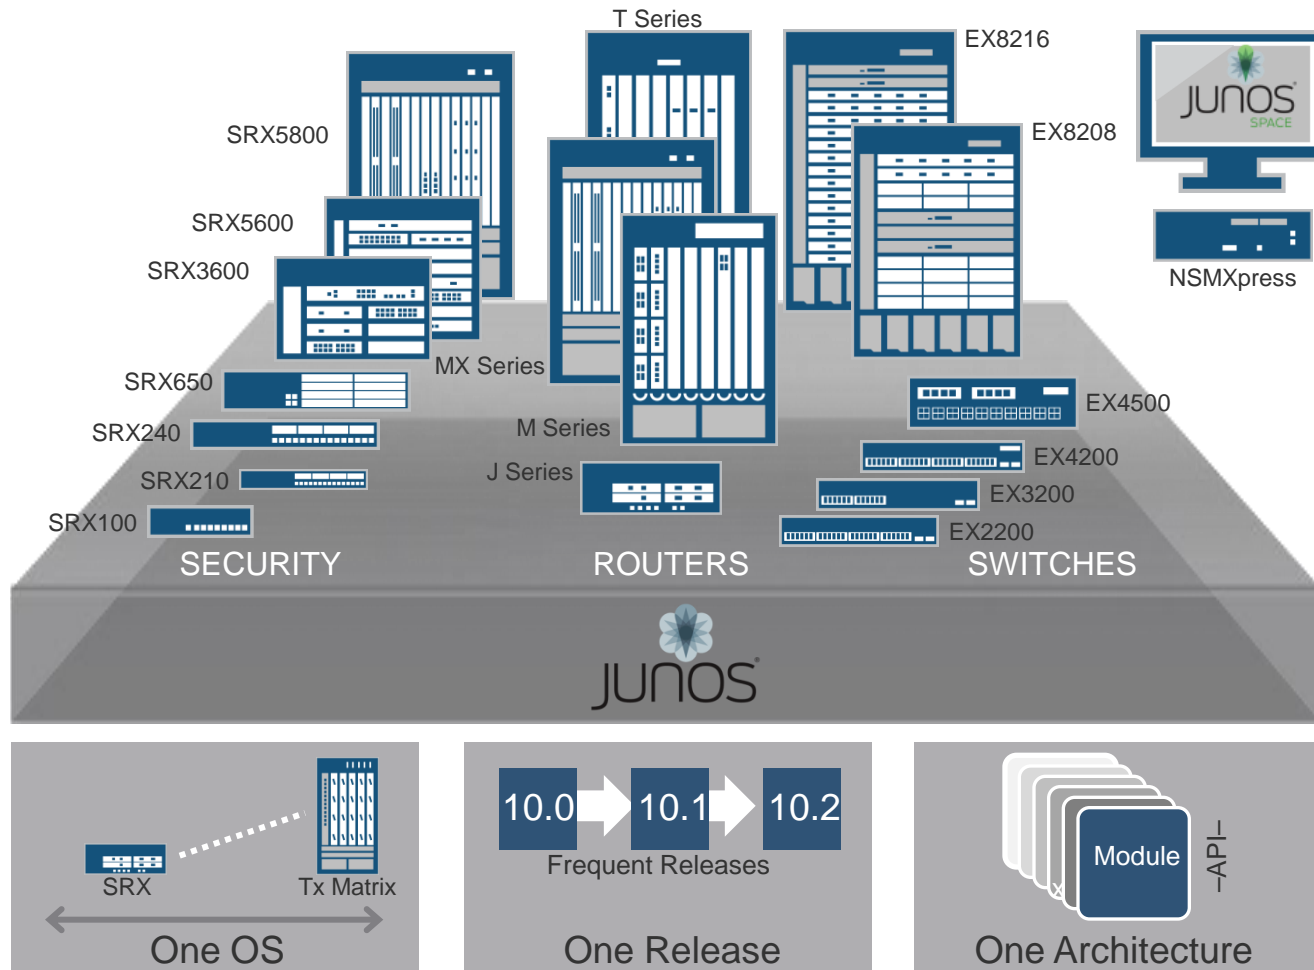 T Series
EX8216
JUNOS
SPACE
SRX5800
EX8208
SRX5600
SRX3600
NSMXpress
MX Series
SRX650
EX4500
SRX240
M Series
EX4200
SRX210
J Series
EX3200
SRX100
EX2200
SECURITY
ROUTERS
SWITCHES
JUNOS
SRX
Tx Matrix
One OS
10.0
10.1
10.2
Frequent Releases
One Release
x
Module
–API–
One Architecture